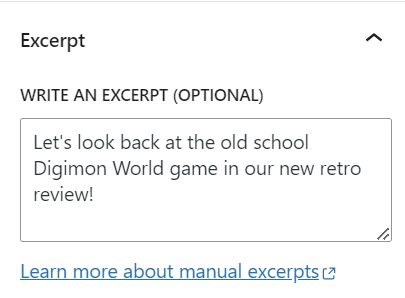 Excerpt
WRITE AN EXCERPT (OPTIONAL)
Let's look back at the old school
Digimon World game in our new retro
review!
Learn more about manual excerpts